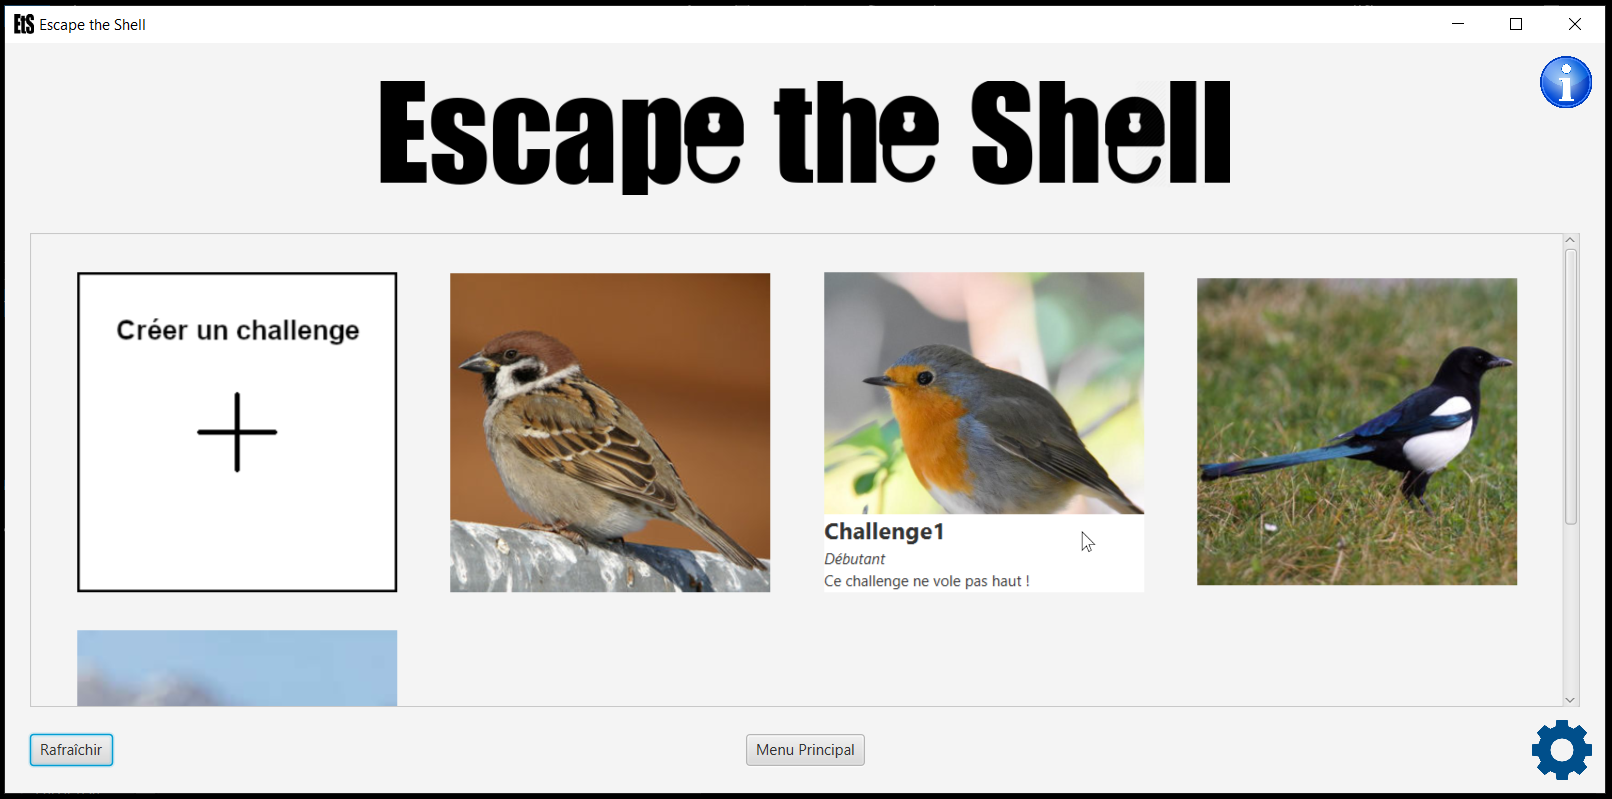 EtS Escape the Shell
Escape the Shell
Créer un challenge
Challenge1
Débutant
Ce challenge ne vole pas haut !
Rafraîchir
Menu Principal